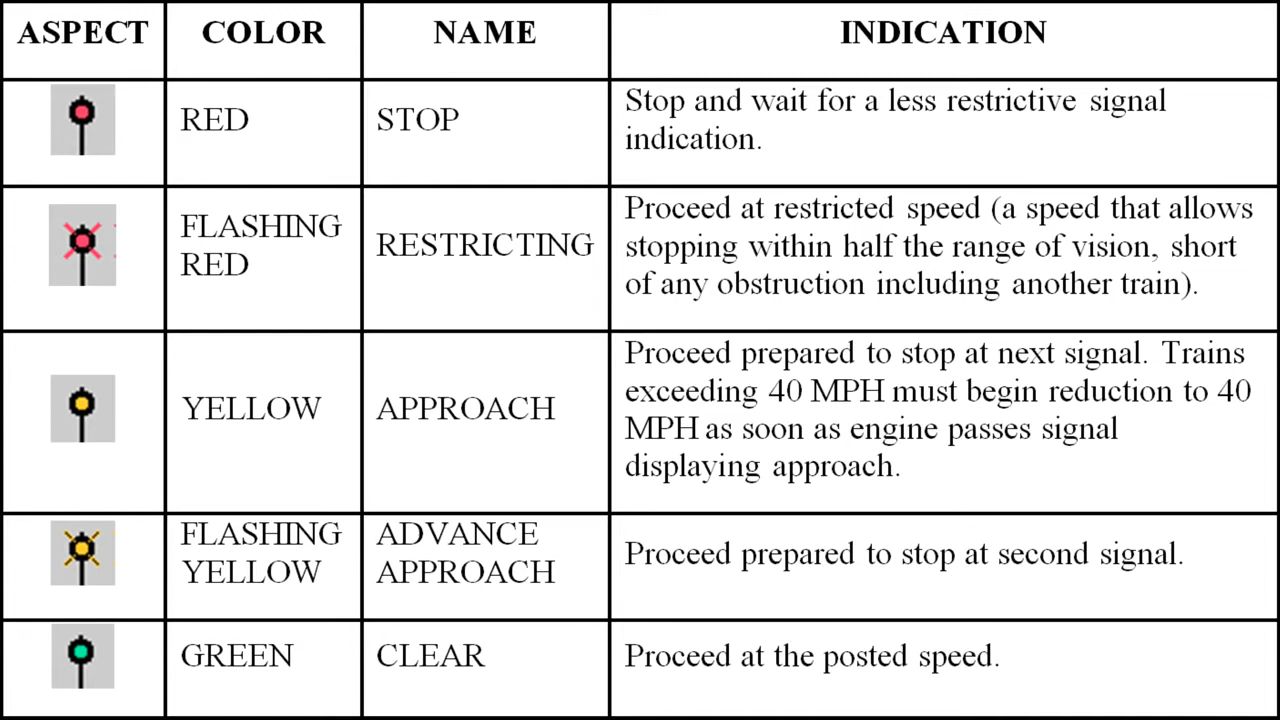 ASPECT COLOR NAME INDICATION
RED STOP Stop and wait for a less restrictive signal
indication.
FLASHING
RED
RESTRICTING
Proceed at restricted speed (a speed that allows
stopping within half the range of vision, short
of any obstruction including another train).
YELLOW APPROACH
Proceed prepared to stop at next signal. Trains
exceeding 40 MPH must begin reduction to 40
MPH as soon as engine passes signal
displaying approach.
FLASHING
YELLOW
ADVANCE
APPROACH
Proceed prepared to stop at second signal.
GREEN CLEAR Proceed at the posted speed.